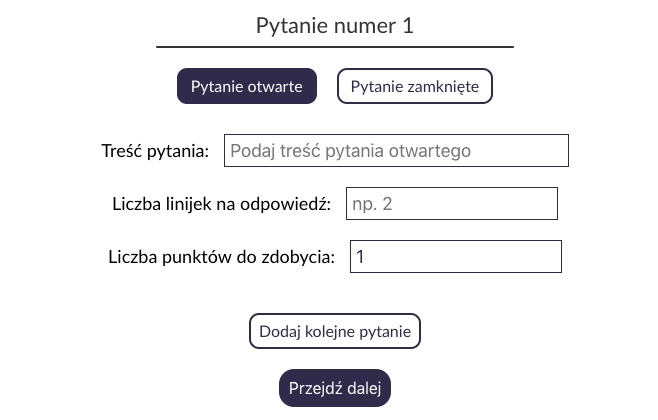 Pytanie numer 1
Pytanie otwarte Pytanie zamknięte
Treść pytania: Podaj treść pytania otwartego
Liczba linijek na odpowiedź: np. 2
Liczba punktów do zdobycia: 1
Dodaj kolejne pytanie
Przejdź dalej